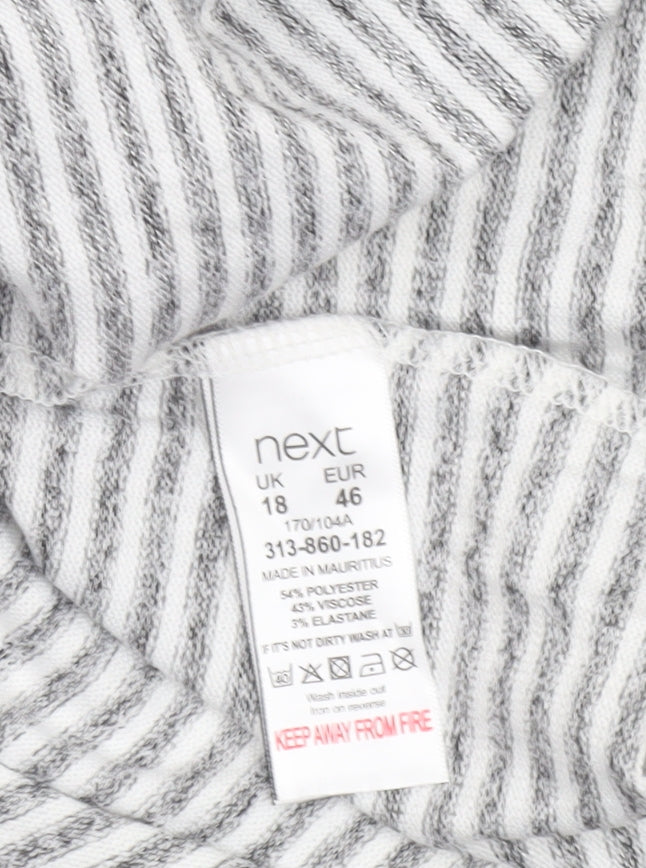 next
UK EUR
18 46
170/104A
313-860-182
MADE IN MAURITIUS
54% POLYESTER
43% VISCOSE
3% ELASTANE
IF IT'S NOT DIRTY WASH AT 30
40
Wash inside out
Iron on reverse
KEEP AWAY FROM FIRE